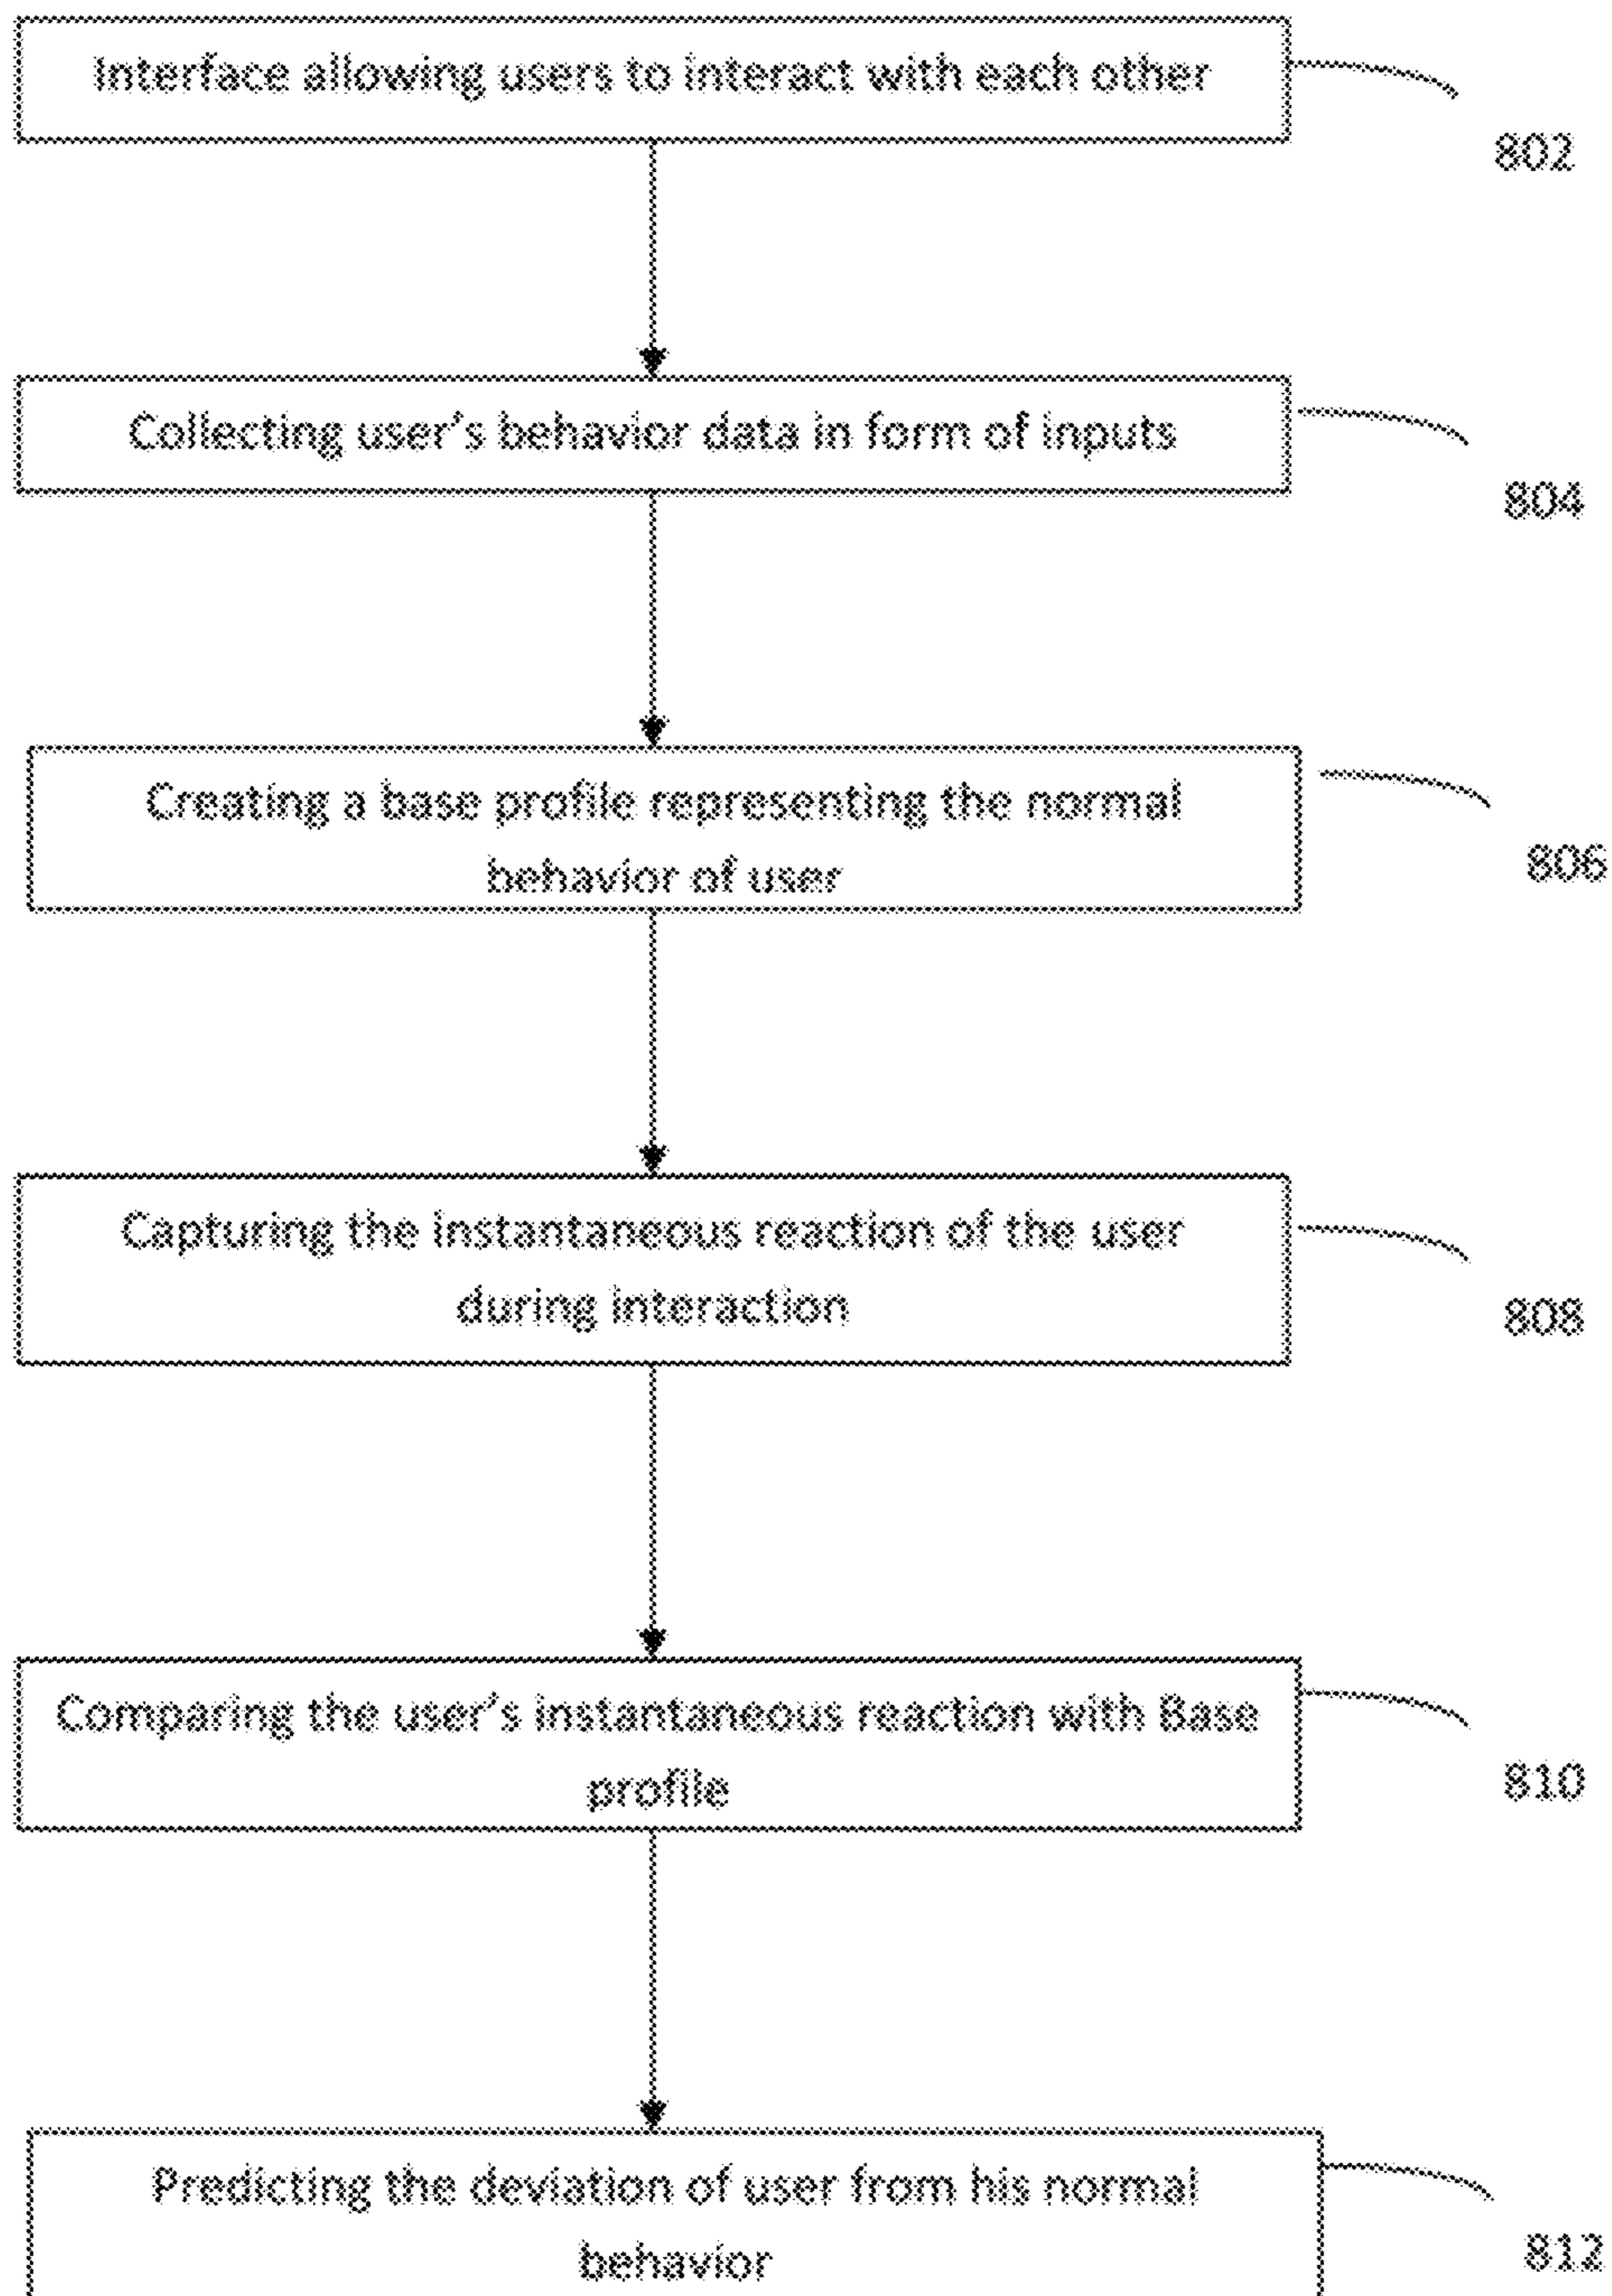 Interface allowing users to interact with each other
802
Collecting user's behavior data in form of inputs
804
Creating a base profile representing the normal
behavior of user
806
Capturing the instantaneous reaction of the user
during interaction
808
Comparing the user's instantaneous reaction with Base
profile
810
Predicting the deviation of user from his normal
behavior
812